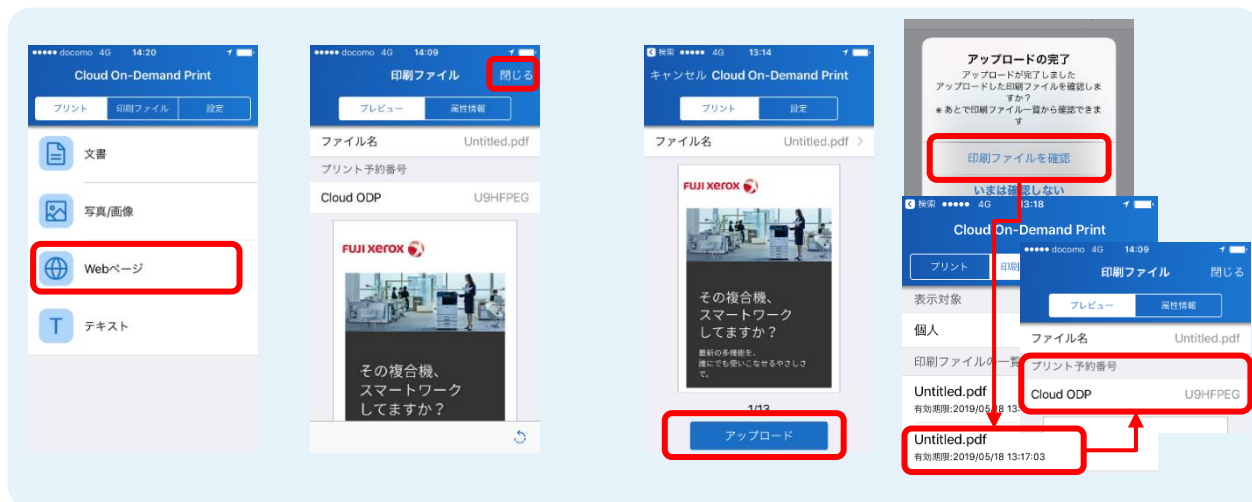 docomo 4G 14:20
Cloud On-Demand Print
プリント 印刷ファイル 設定
文書
写真/画像
Webページ
T テキスト
docomo 4G 14:09
印刷ファイル 閉じる
プレビュー 属性情報
ファイル名 Untitled.pdf
プリント予約番号
Cloud ODP U9HFPEG
FUJI XEROX
その複合機、
スマートワーク
してますか？
検索 4G 13:14
キャンセル Cloud On-Demand Print
プリント 設定
ファイル名 Untitled.pdf
FUJI XEROX
その複合機、
スマートワーク
してますか？
最新の多機能を、
誰にでも使いこなせるやさしさ
で。
1/13
アップロード
アップロードの完了
アップロードが完了しました
アップロードした印刷ファイルを確認しま
すか？
＊あとで印刷ファイル一覧から確認できま
す
印刷ファイルを確認
いまは確認しない
検索 4G 13:18
Cloud On-Demand Print
プリント 印刷
表示対象
個人
印刷ファイルの一覧
Untitled.pdf
有効期限:2019/05/18 13:
Untitled.pdf
有効期限:2019/05/18 13:17:03
docomo 4G 14:09
印刷ファイル 閉じる
プレビュー 属性情報
ファイル名 Untitled.pdf
プリント予約番号
Cloud ODP U9HFPEG